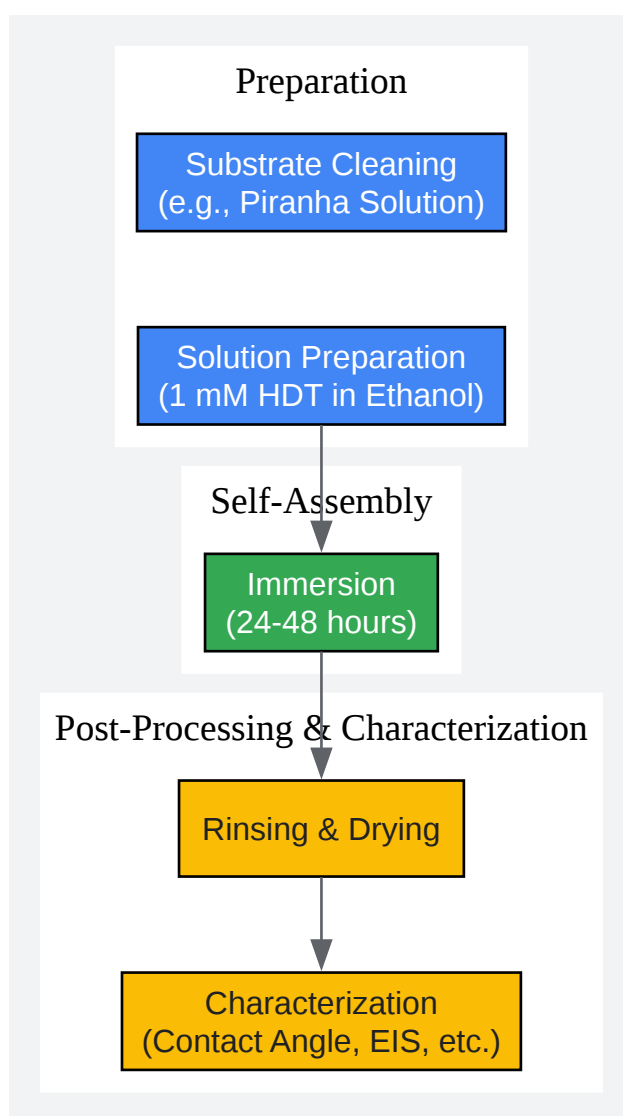 Preparation
Substrate Cleaning
(e.g., Piranha Solution)
Solution Preparation
(1 mM HDT in Ethanol)
Self-Assembly
Immersion
(24-48 hours)
Post-Processing & Characterization
Rinsing & Drying
Characterization
(Contact Angle, EIS, etc.)